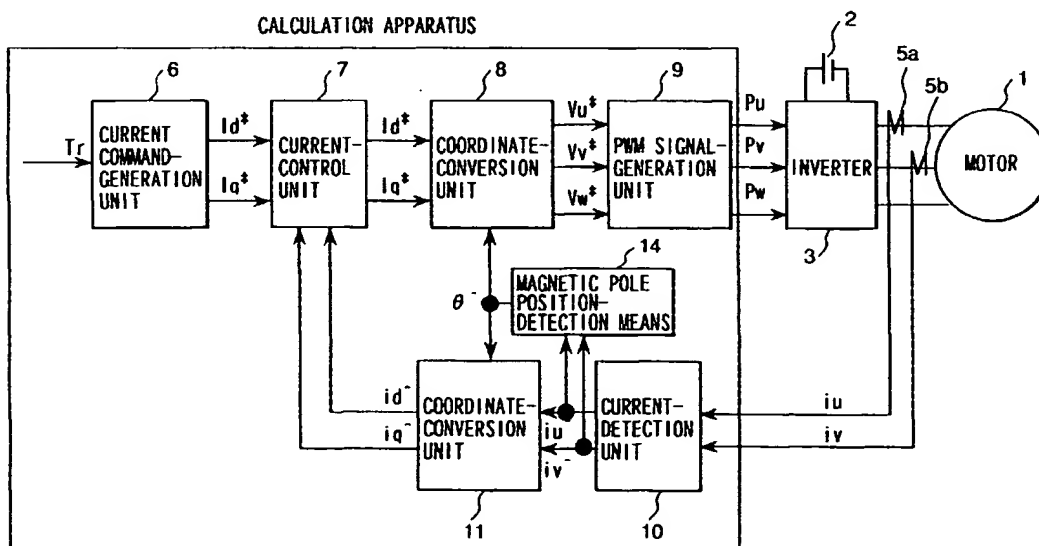 CALCULATION APPARATUS
6
7
8
9
2
5a
5b
1
Tr
CURRENT
COMMAND-
GENERATION
UNIT
Id*
Iq*
CURRENT-
CONTROL
UNIT
Id*
Iq*
COORDINATE-
CONVERSION
UNIT
Vu*
Vv*
Vw*
PWM SIGNAL-
GENERATION
UNIT
Pu
Pv
Pw
INVERTER
3
MOTOR
14
MAGNETIC POLE
POSITION-
DETECTION MEANS
θ^
id^
iq^
COORDINATE-
CONVERSION
UNIT
11
iu
iv^
CURRENT-
DETECTION
UNIT
10
iu
iv